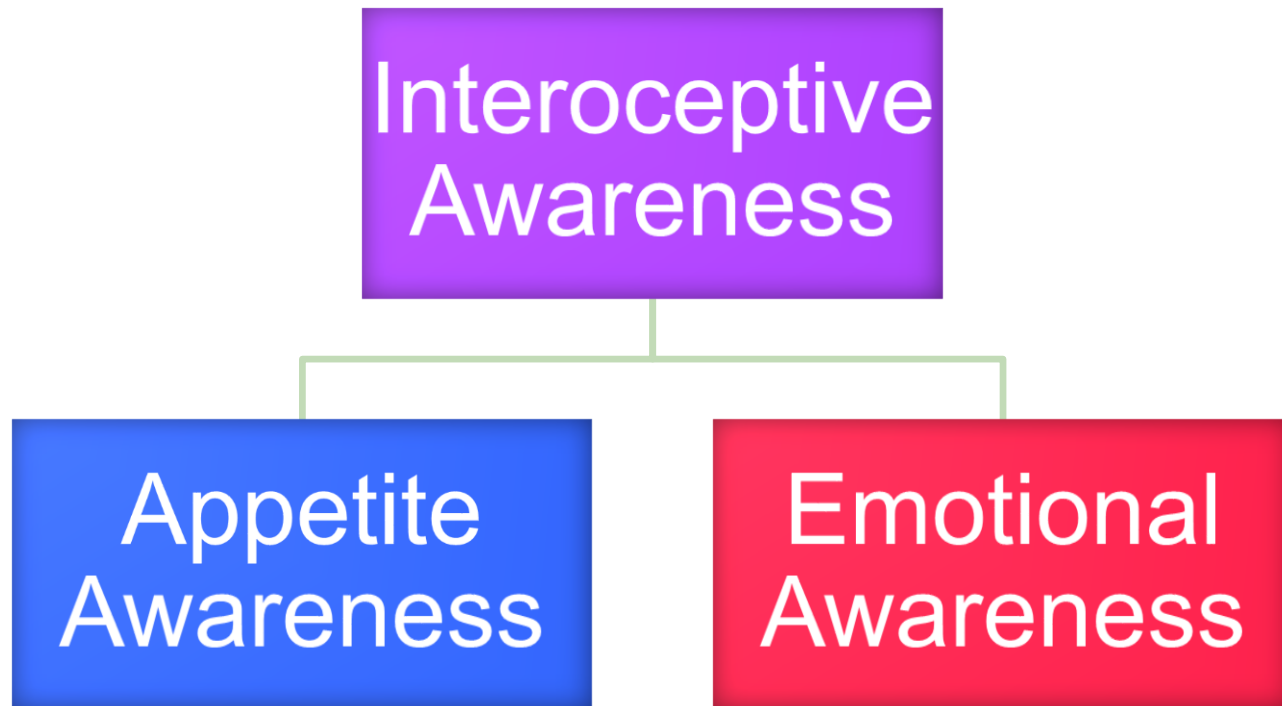 Interoceptive
Awareness
Appetite
Awareness
Emotional
Awareness